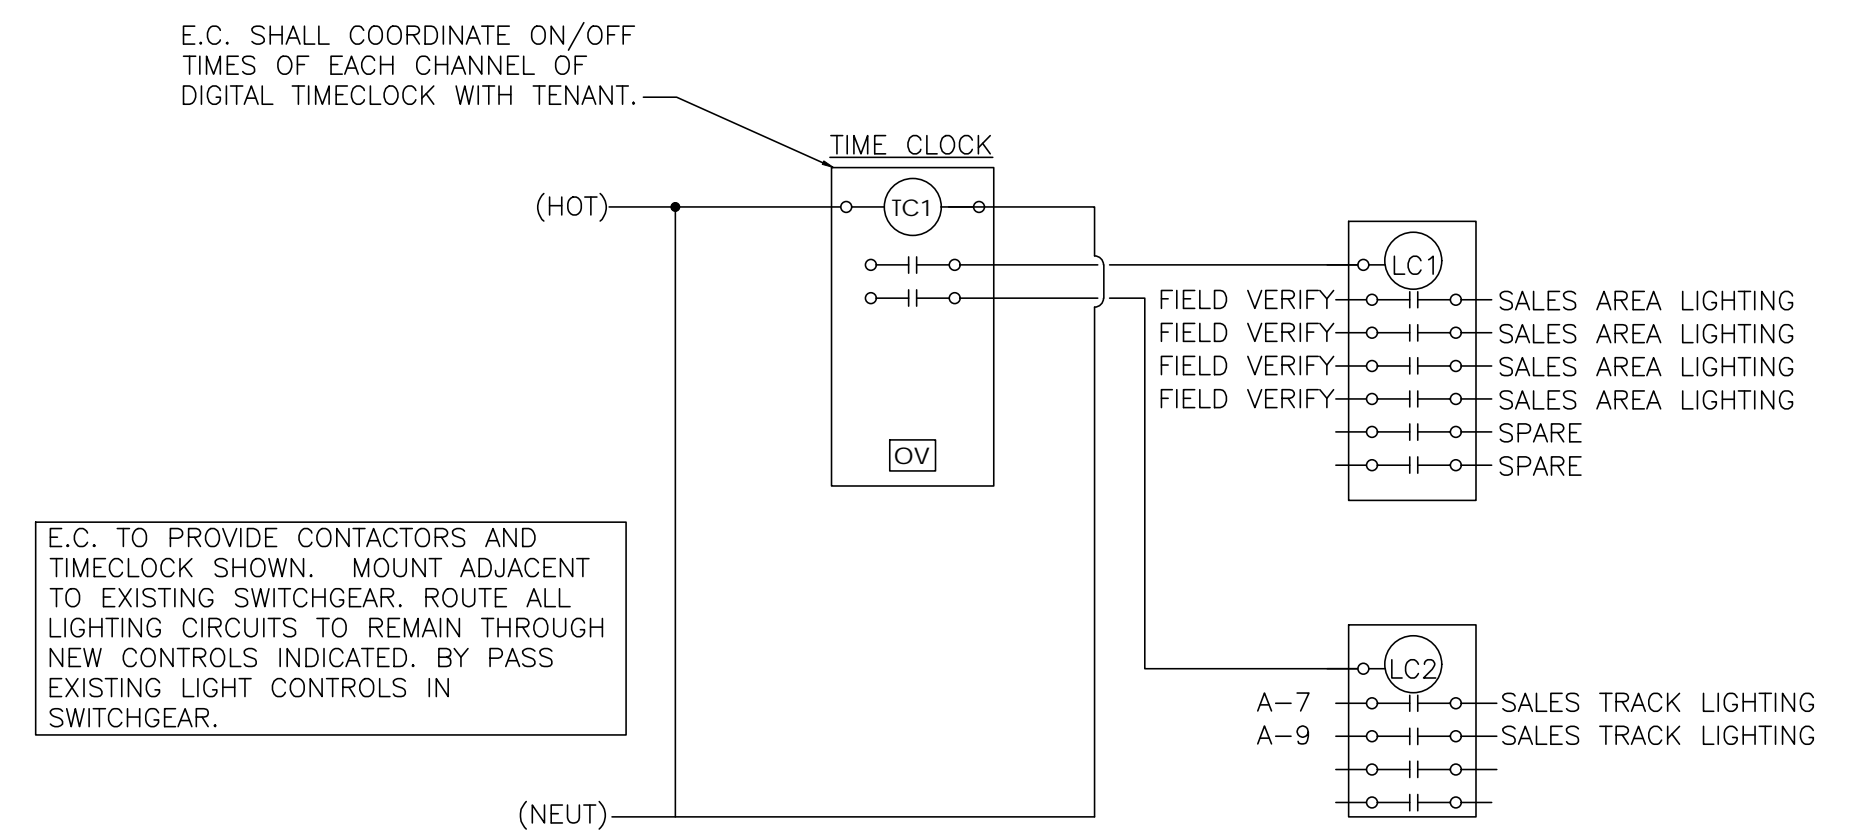 E.C. SHALL COORDINATE ON/OFF
TIMES OF EACH CHANNEL OF
DIGITAL TIMECLOCK WITH TENANT.
TIME CLOCK
(HOT)
TC1
OV
LC1
FIELD VERIFY SALES AREA LIGHTING
FIELD VERIFY SALES AREA LIGHTING
FIELD VERIFY SALES AREA LIGHTING
FIELD VERIFY SALES AREA LIGHTING
SPARE
SPARE
E.C. TO PROVIDE CONTACTORS AND
TIMECLOCK SHOWN. MOUNT ADJACENT
TO EXISTING SWITCHGEAR. ROUTE ALL
LIGHTING CIRCUITS TO REMAIN THROUGH
NEW CONTROLS INDICATED. BY PASS
EXISTING LIGHT CONTROLS IN
SWITCHGEAR.
LC2
A-7 SALES TRACK LIGHTING
A-9 SALES TRACK LIGHTING
(NEUT)